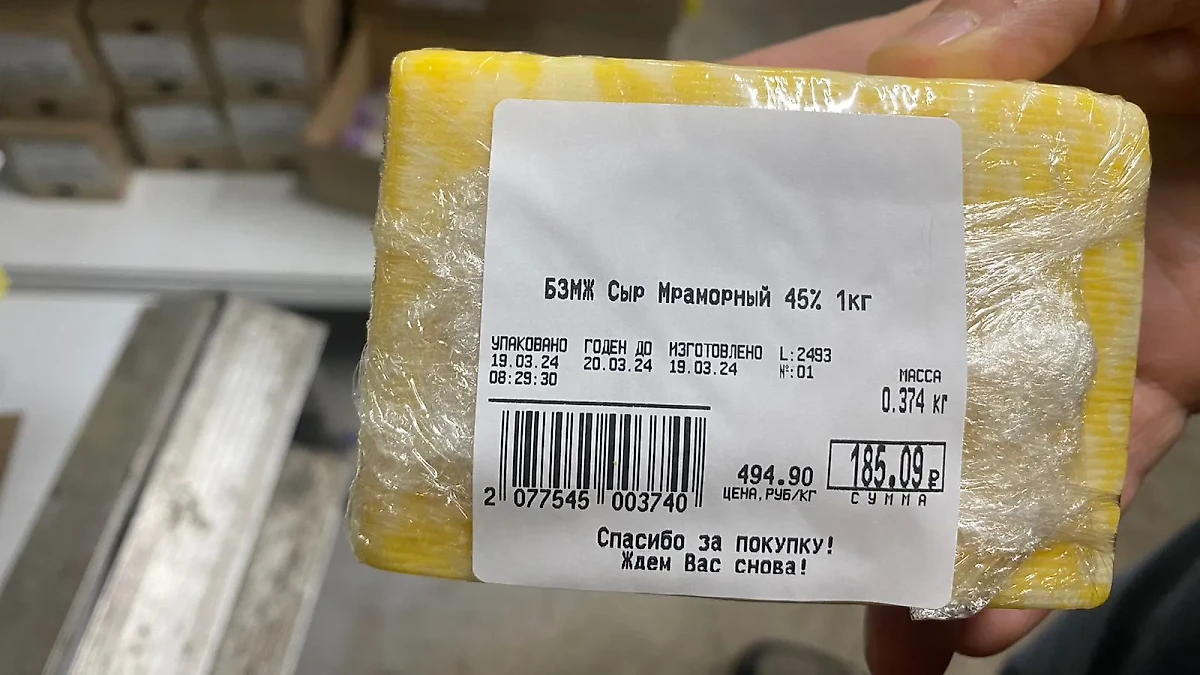 БЗМЖ Сыр Мраморный 45% 1кг
УПАКОВАНО ГОДЕН ДО ИЗГОТОВЛЕНО L:2493
19.03.24 20.03.24 19.03.24 №:01
08:29:30
МАССА
0.374 кг
494.90 185.09₽
ЦЕНА,РУБ/КГ СУММА
2 077545 003740
Спасибо за покупку!
Ждем Вас снова!